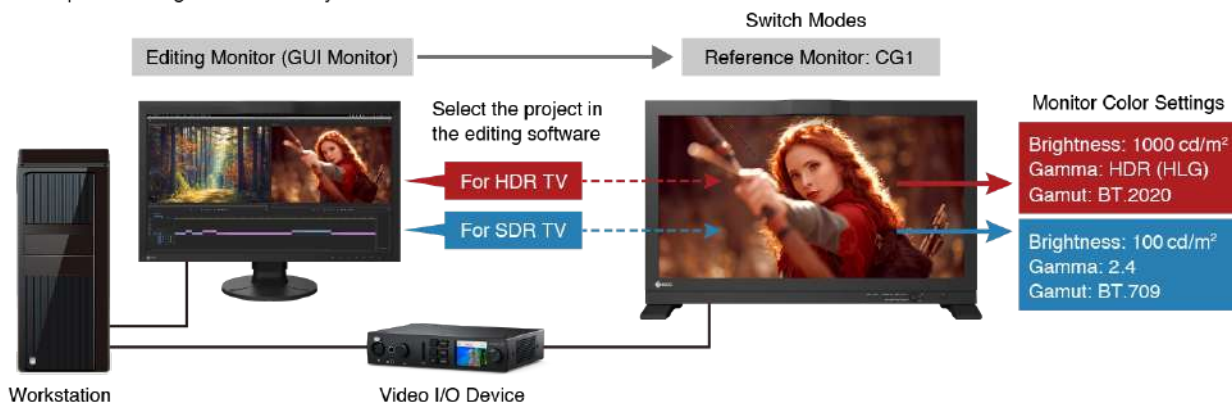 Switch Modes
Editing Monitor (GUI Monitor)
Reference Monitor: CG1
Select the project in
the editing software
Monitor Color Settings
For HDR TV
For SDR TV
Brightness: 1000 cd/m²
Gamma: HDR (HLG)
Gamut: BT.2020
Brightness: 100 cd/m²
Gamma: 2.4
Gamut: BT.709
EIZO
Workstation
Video I/O Device